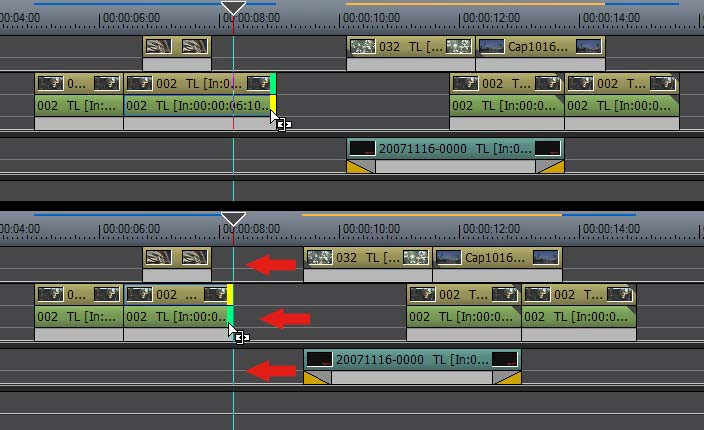 00:04:00 00:00:06:00 00:00:08:00 00:00:10:00 00:00:12:00 00:00:14:00
032 TL [... Cap1016...
0... 002 TL [In:0... 002 T... 002 T...
002 TL [In:... 002 TL [In:00:00:06:10... 002 TL [In:00:0... 002 TL [In:00:0...
20071116-0000 TL [In:0...
00:04:00 00:00:06:00 00:00:08:00 00:00:10:00 00:00:12:00 00:00:14:00
032 TL [... Cap1016...
0... 002 ... 002 T... 002 T...
002 TL [In:... 002 TL [In:00:0... 002 TL [In:00:0... 002 TL [In:00:0...
20071116-0000 TL [In:0...